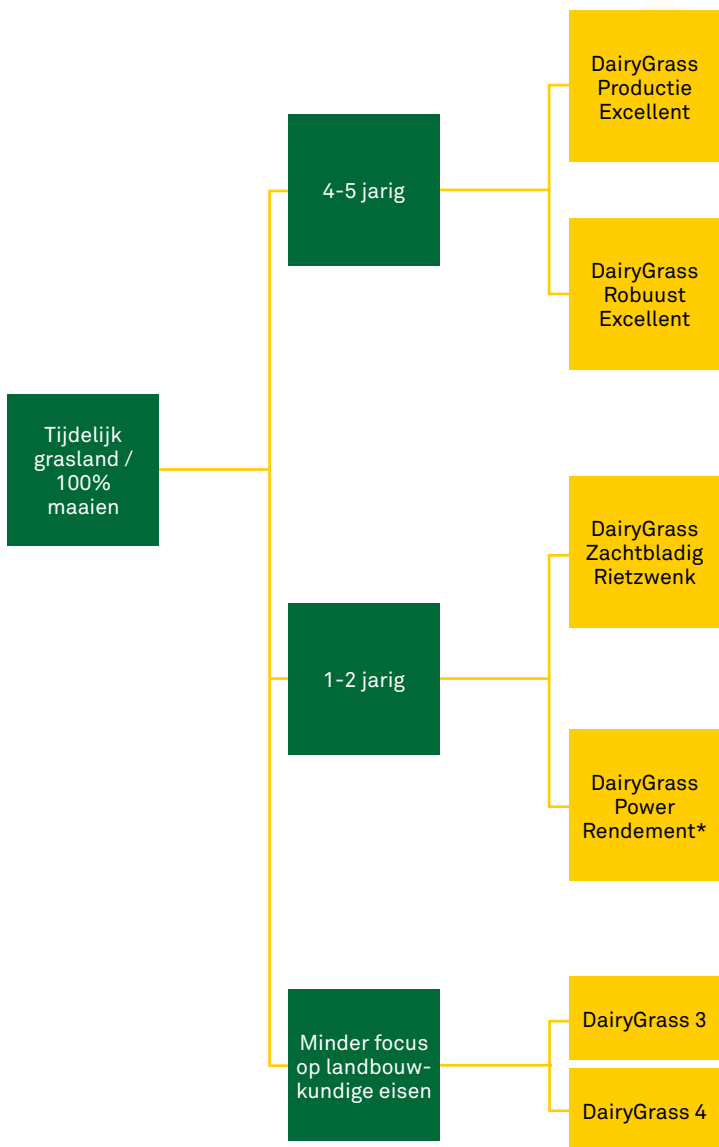 Tijdelijk
grasland /
100%
maaien
4-5 jarig
DairyGrass
Productie
Excellent
DairyGrass
Robuust
Excellent
1-2 jarig
DairyGrass
Zachtbladig
Rietzwenk
DairyGrass
Power
Rendement*
Minder focus
op landbouw-
kundige eisen
DairyGrass 3
DairyGrass 4